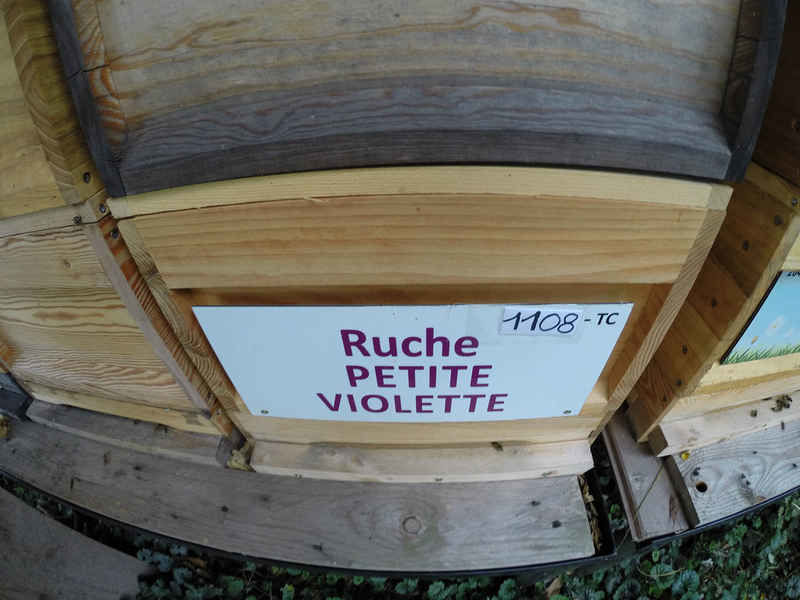 1108 - TC
Ruche
PETITE
VIOLETTE